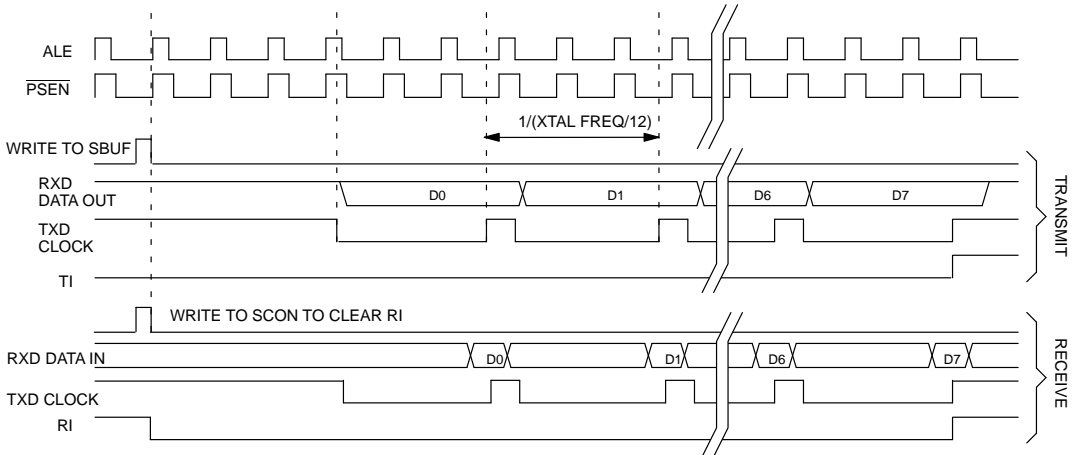 ALE
PSEN
1/(XTAL FREQ/12)
WRITE TO SBUF
RXD
DATA OUT
D0
D1
D6
D7
TXD
CLOCK
TI
TRANSMIT
WRITE TO SCON TO CLEAR RI
RXD DATA IN
D0
D1
D6
D7
TXD CLOCK
RI
RECEIVE